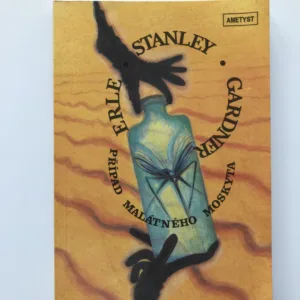 AMETYST
ERLE · STANLEY · GARDNER
PŘÍPAD MALÁTNÉHO MOSKYTA